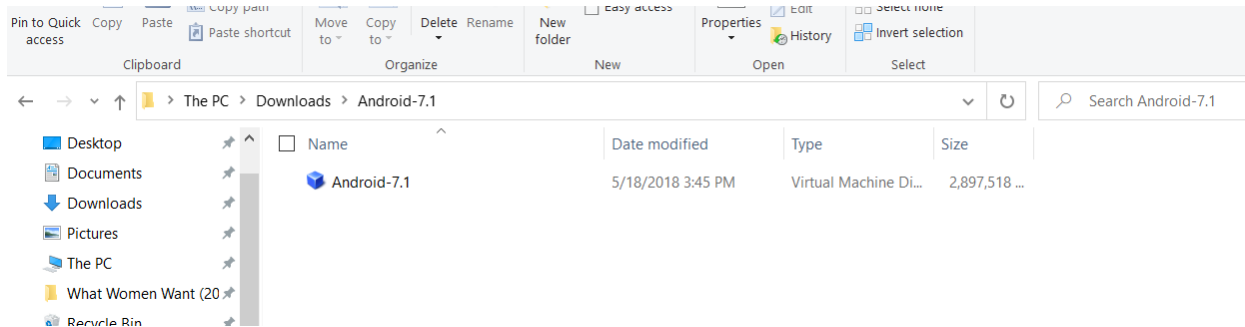 Copy path
Easy access
Edit
Select none
Pin to Quick access
Copy
Paste
Paste shortcut
Move to
Copy to
Delete
Rename
New folder
Properties
History
Invert selection
Clipboard
Organize
New
Open
Select
The PC > Downloads > Android-7.1
Search Android-7.1
Name
Date modified
Type
Size
Android-7.1
5/18/2018 3:45 PM
Virtual Machine Di...
2,897,518 ...
Desktop
Documents
Downloads
Pictures
The PC
What Women Want (20
Recycle Bin